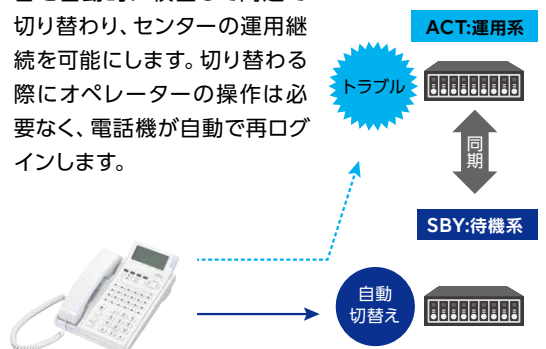 切り替わり、センターの運用継
続を可能にします。切り替わる
際にオペレーターの操作は必
要なく、電話機が自動で再ログ
インします。
ACT:運用系
トラブル
同期
SBY:待機系
自動
切替え